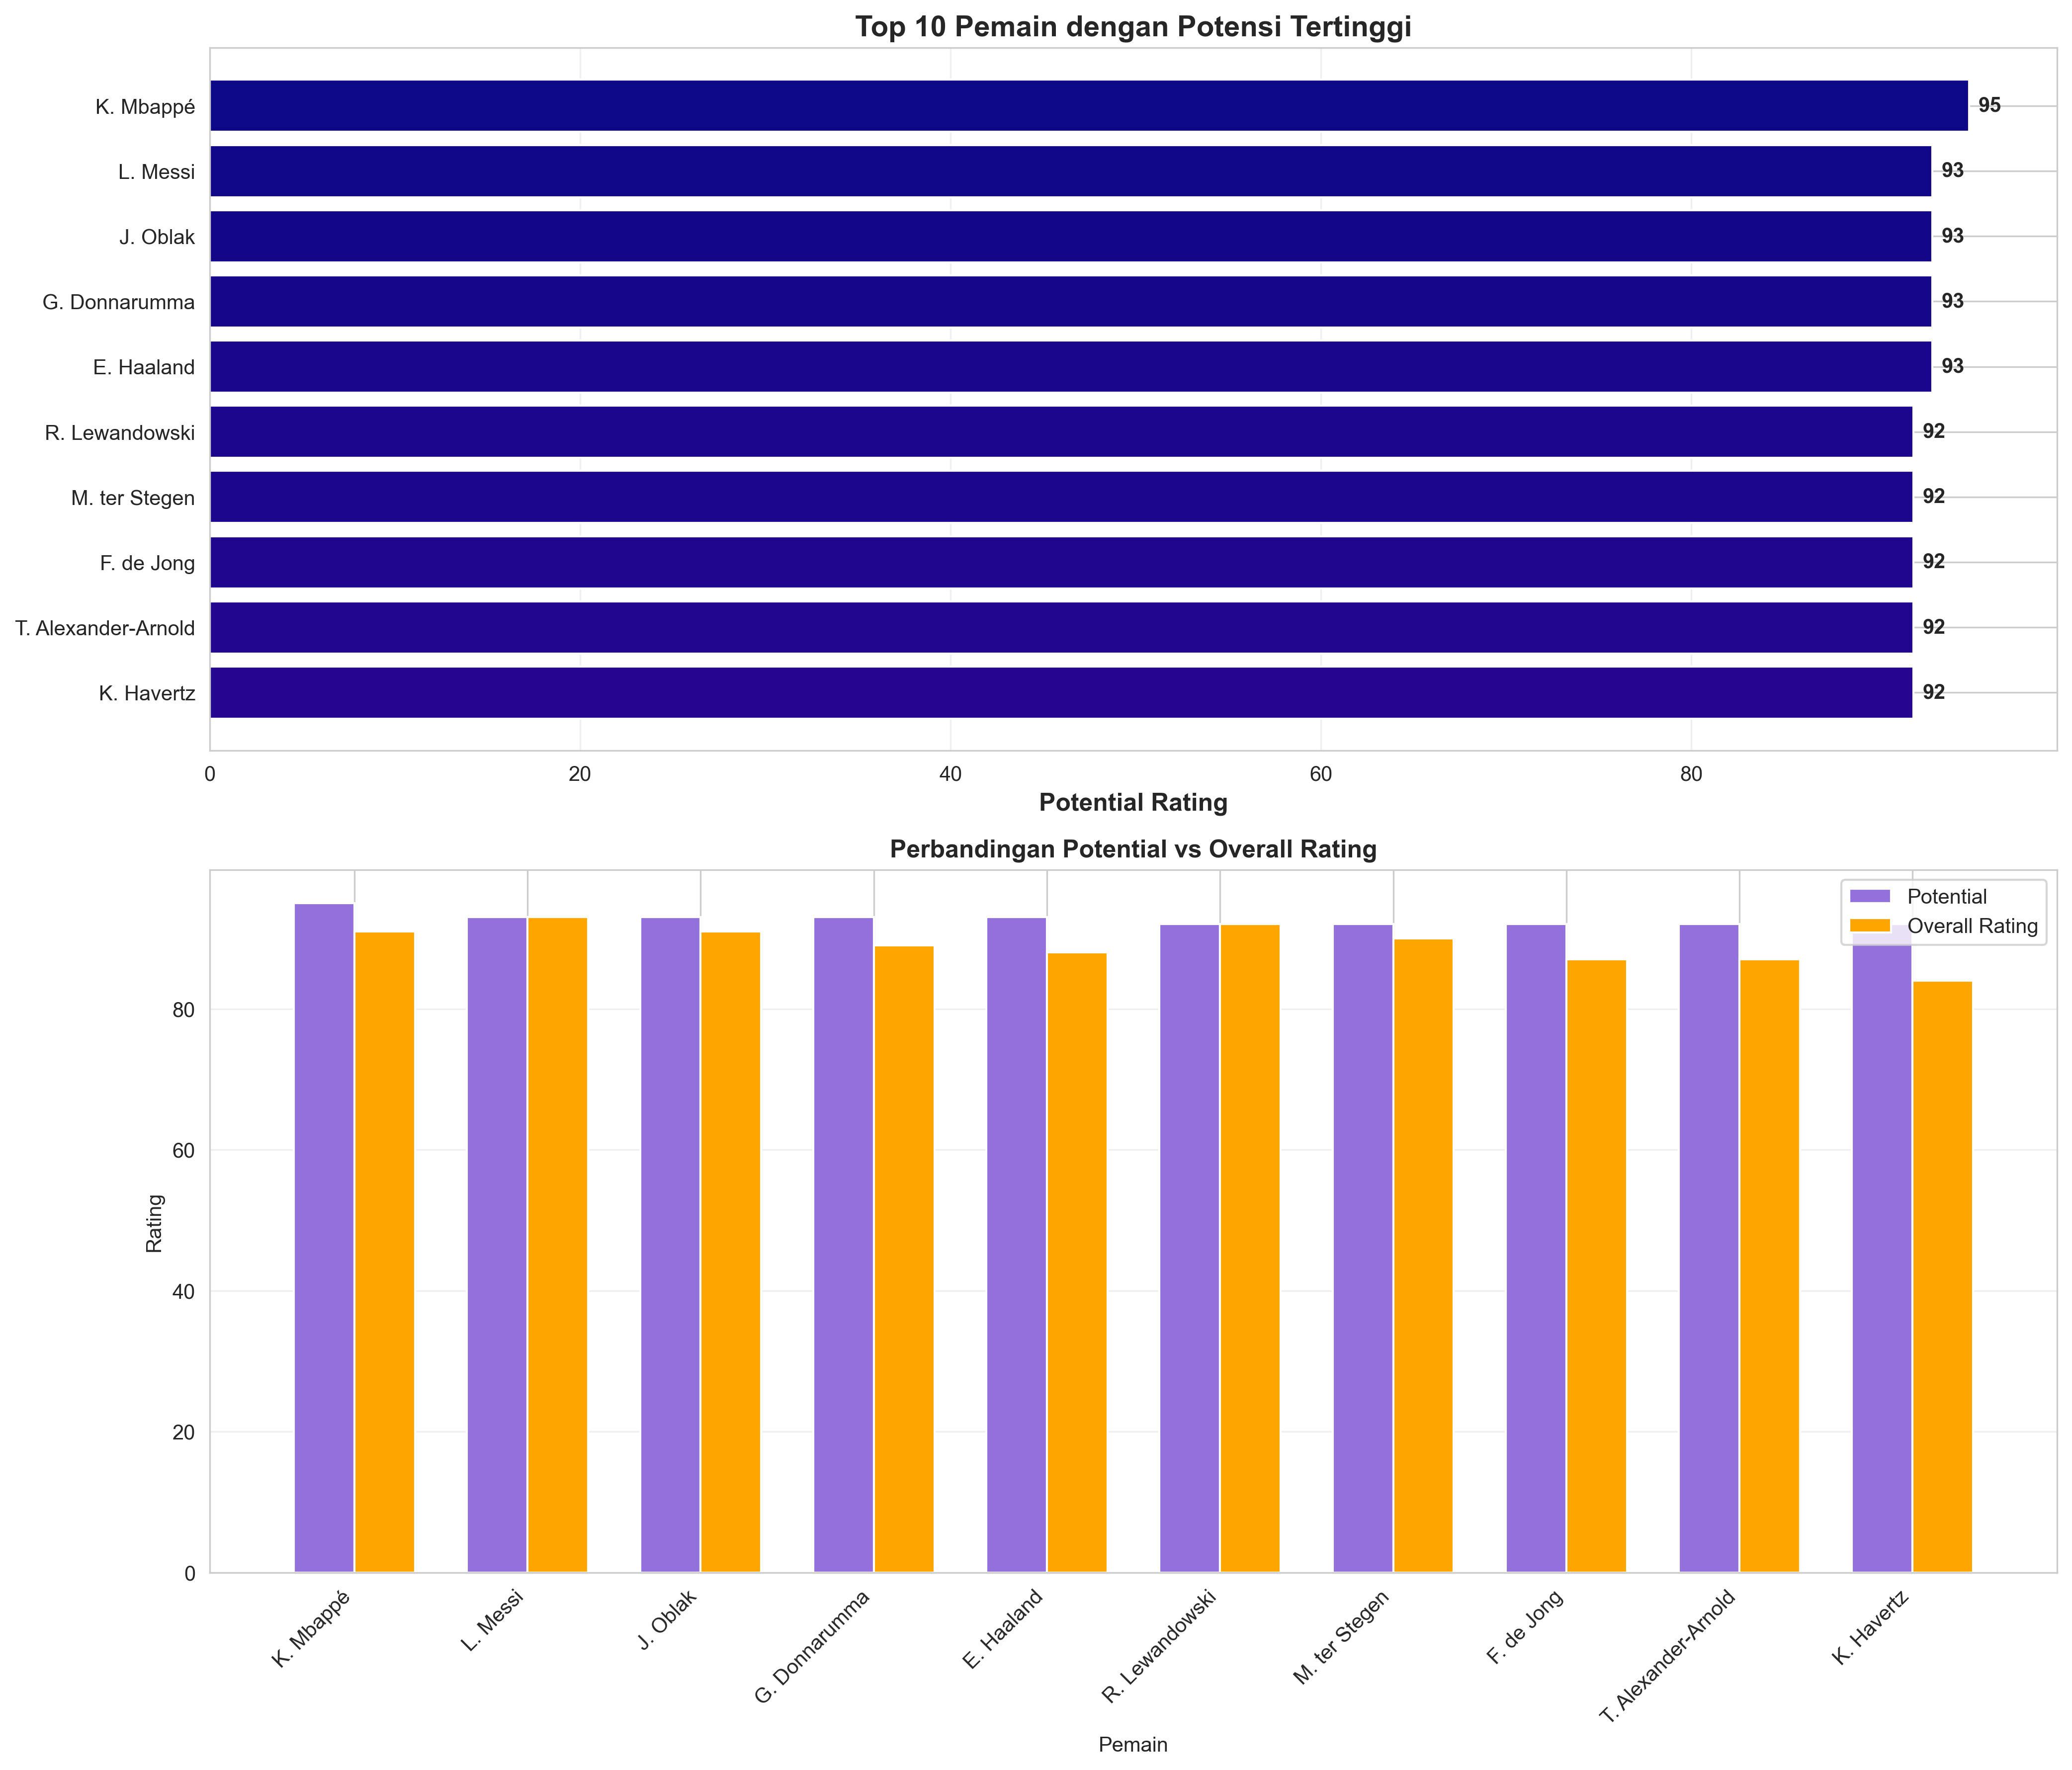 Top 10 Pemain dengan Potensi Tertinggi
K. Mbappé
95
L. Messi
93
J. Oblak
93
G. Donnarumma
93
E. Haaland
93
R. Lewandowski
92
M. ter Stegen
92
F. de Jong
92
T. Alexander-Arnold
92
K. Havertz
92
0 20 40 60 80
Potential Rating
Perbandingan Potential vs Overall Rating
Potential
Overall Rating
80
60
40
20
0
Rating
K. Mbappé
L. Messi
J. Oblak
G. Donnarumma
E. Haaland
R. Lewandowski
M. ter Stegen
F. de Jong
T. Alexander-Arnold
K. Havertz
Pemain